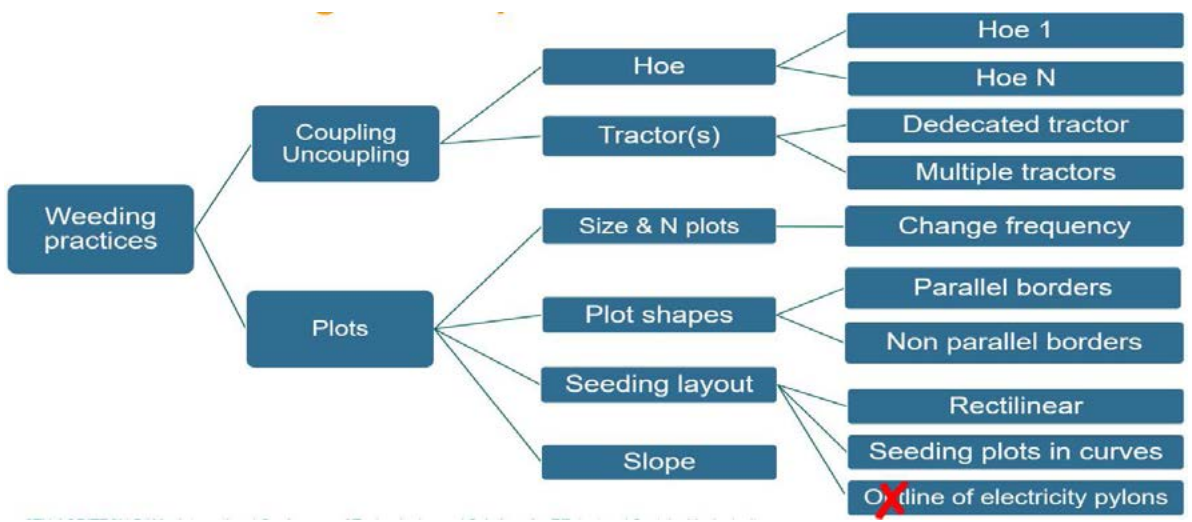 Weeding
practices
Coupling
Uncoupling
Plots
Hoe
Tractor(s)
Size & N plots
Plot shapes
Seeding layout
Slope
Hoe 1
Hoe N
Dedecated tractor
Multiple tractors
Change frequency
Parallel borders
Non parallel borders
Rectilinear
Seeding plots in curves
Outline of electricity pylons